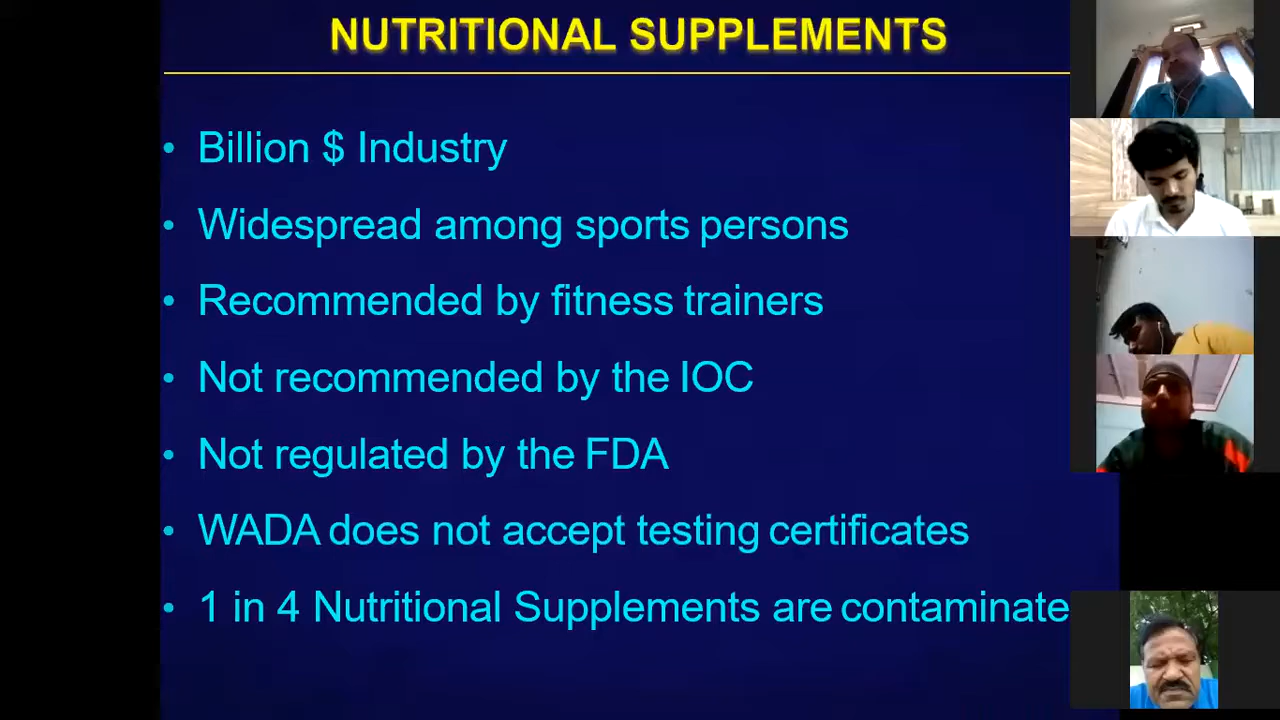 NUTRITIONAL SUPPLEMENTS
• Billion $ Industry
• Widespread among sports persons
• Recommended by fitness trainers
• Not recommended by the IOC
• Not regulated by the FDA
• WADA does not accept testing certificates
• 1 in 4 Nutritional Supplements are contaminate